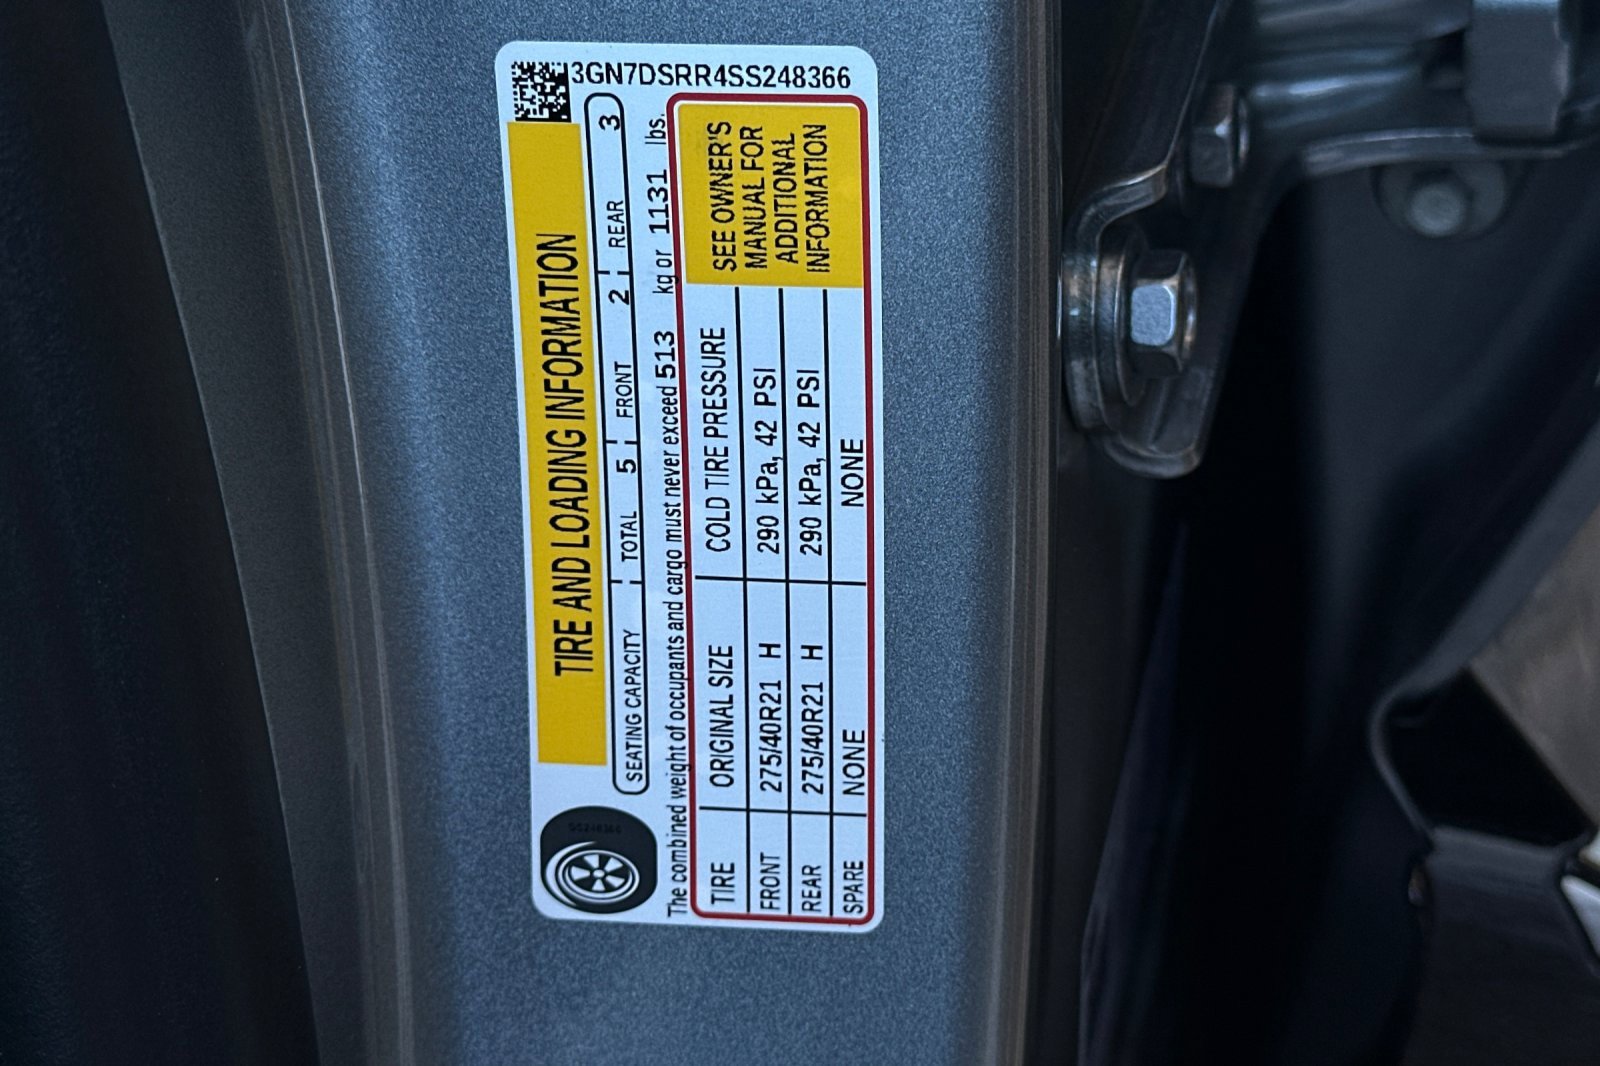 3GN7DSRR4SS248366
TIRE AND LOADING INFORMATION
SEATING CAPACITY TOTAL 5 FRONT 2 REAR 3
The combined weight of occupants and cargo must never exceed 513 kg or 1131 lbs.
TIRE ORIGINAL SIZE COLD TIRE PRESSURE
FRONT 275/40R21 H 290 kPa, 42 PSI
REAR 275/40R21 H 290 kPa, 42 PSI
SPARE NONE NONE
SEE OWNER'S
MANUAL FOR
ADDITIONAL
INFORMATION